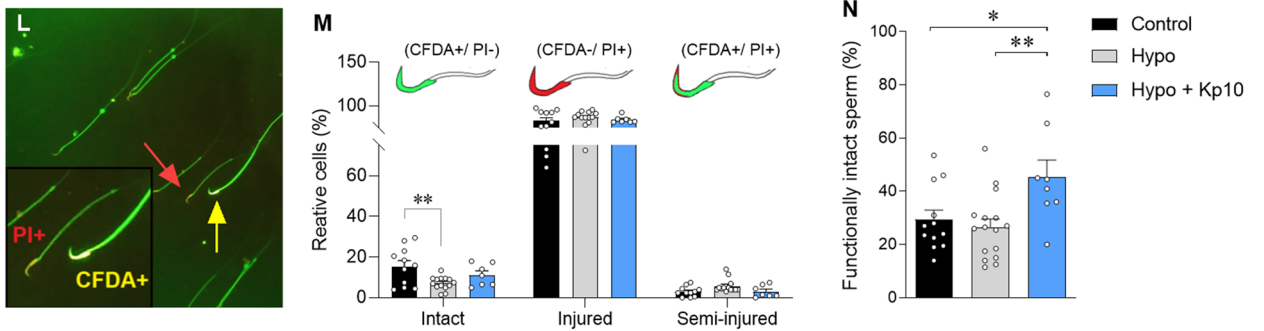 L
PI+
CFDA+
M
(CFDA+/ PI-)
(CFDA-/ PI+)
(CFDA+/ PI+)
Reative cells (%)
150
100
60
40
20
0
**
Intact
Injured
Semi-injured
N
Functionally intact sperm (%)
100
80
60
40
20
0
*
**
Control
Hypo
Hypo + Kp10